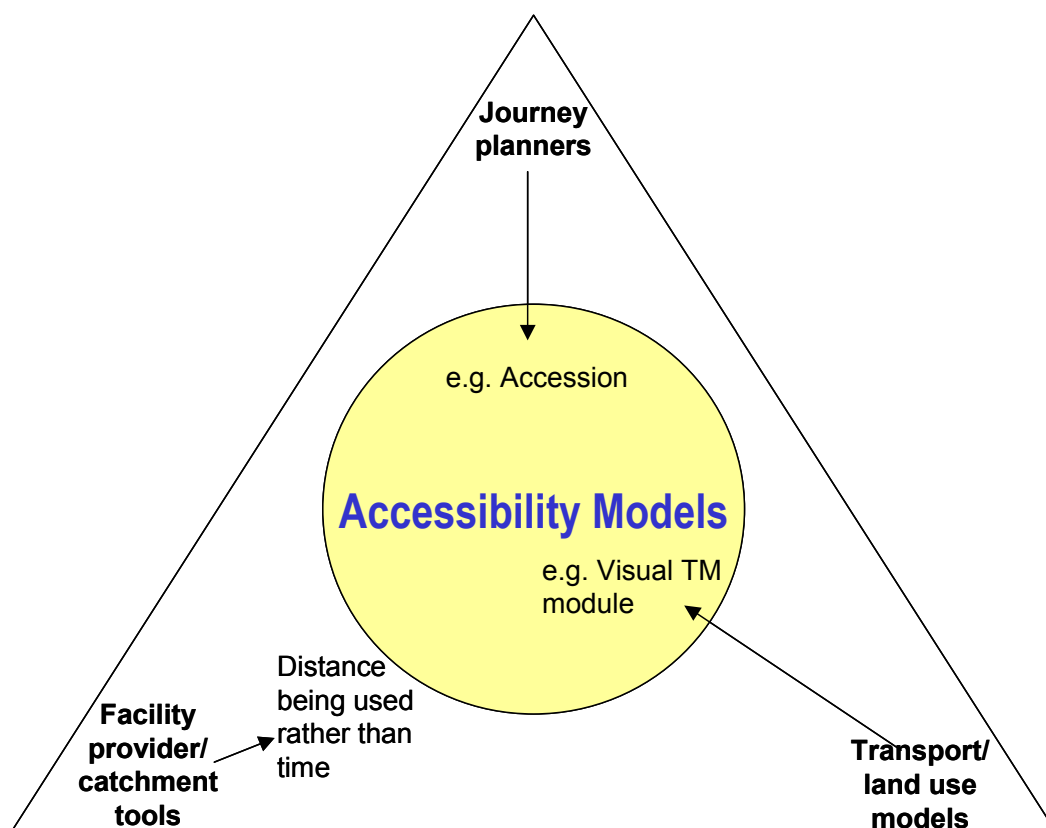 Journey
planners
e.g. Accession
Accessibility Models
e.g. Visual TM
module
Distance
being used
rather than
time
Facility
provider/
catchment
tools
Transport/
land use
models